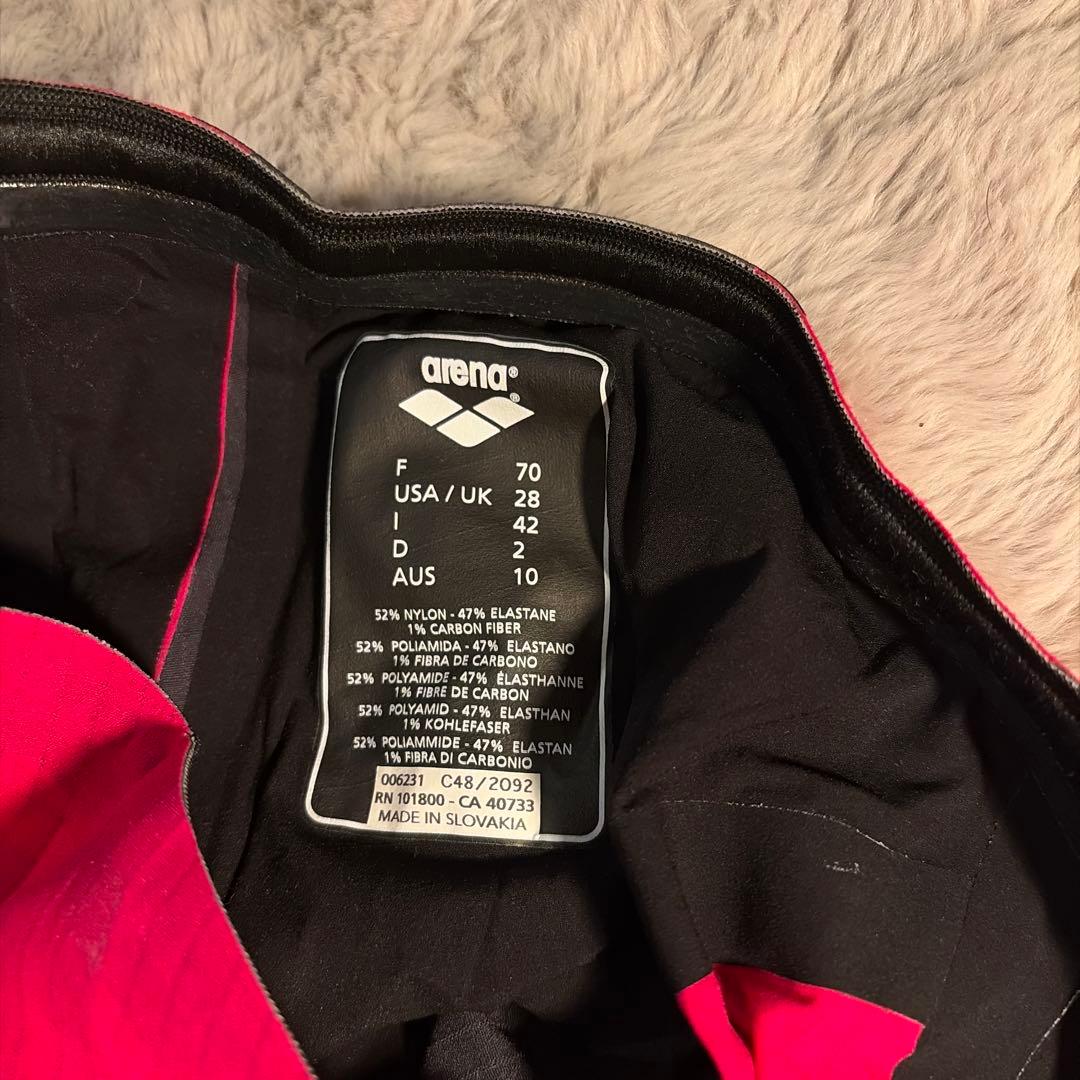 arena®
®
F 70
USA / UK 28
I 42
D 2
AUS 10
52% NYLON - 47% ELASTANE
1% CARBON FIBER
52% POLIAMIDA - 47% ELASTANO
1% FIBRA DE CARBONO
52% POLYAMIDE - 47% ÉLASTHANNE
1% FIBRE DE CARBON
52% POLYAMID - 47% ELASTHAN
1% KOHLEFASER
52% POLIAMMIDE - 47% ELASTAN
1% FIBRA DI CARBONIO
006231 C48/2092
RN 101800 - CA 40733
MADE IN SLOVAKIA